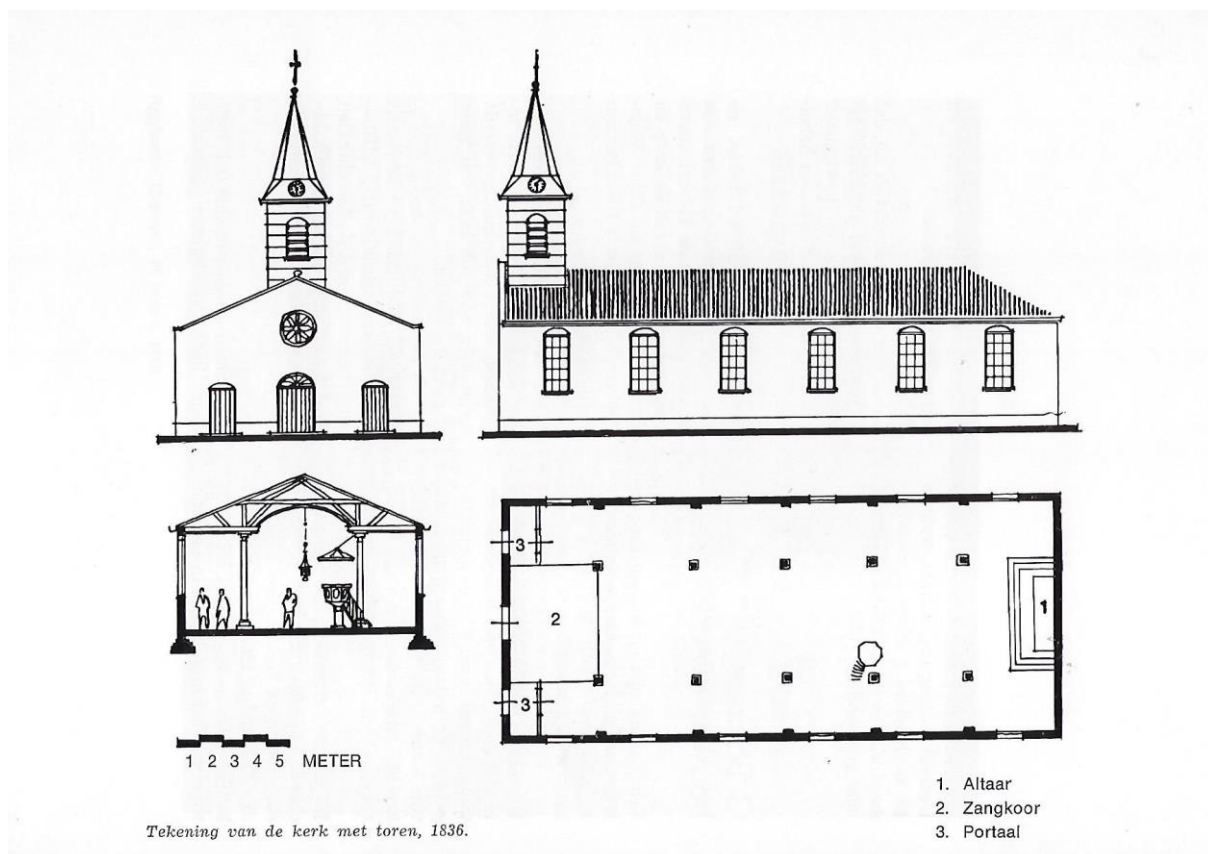 3
2
1
3
1 2 3 4 5 METER
1. Altaar
2. Zangkoor
3. Portaal
Tekening van de kerk met toren, 1836.